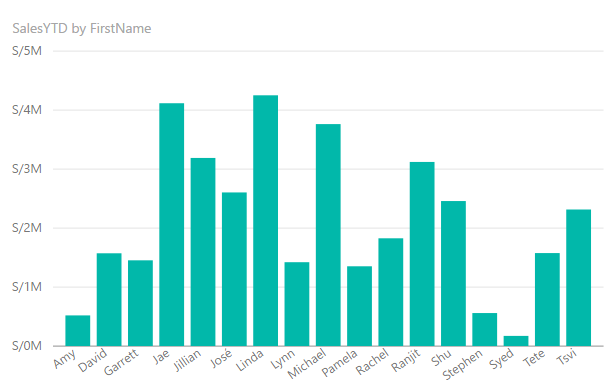 SalesYTD by FirstName
S/5M
S/4M
S/3M
S/2M
S/1M
S/0M
Amy
David
Garrett
Jae
Jillian
José
Linda
Lynn
Michael
Pamela
Rachel
Ranjit
Shu
Stephen
Syed
Tete
Tsvi